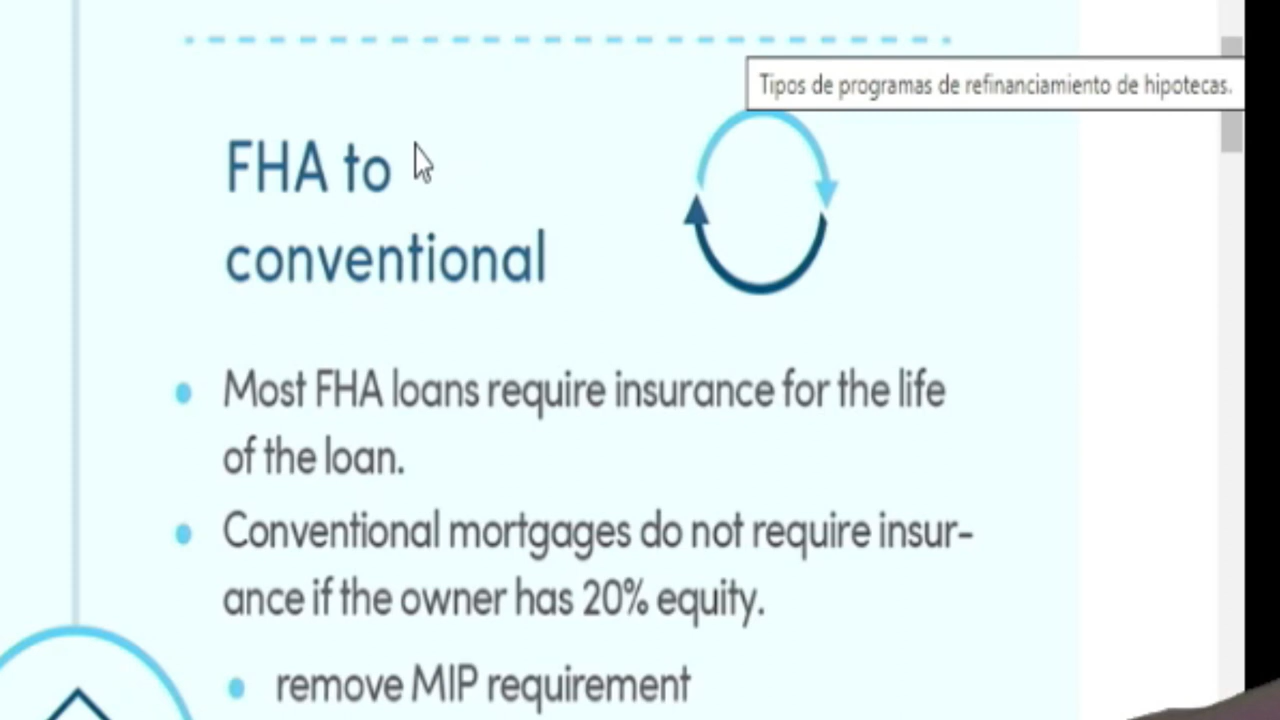 Tipos de programas de refinanciamiento de hipotecas.
FHA to
conventional
Most FHA loans require insurance for the life
of the loan.
Conventional mortgages do not require insur-
ance if the owner has 20% equity.
remove MIP requirement